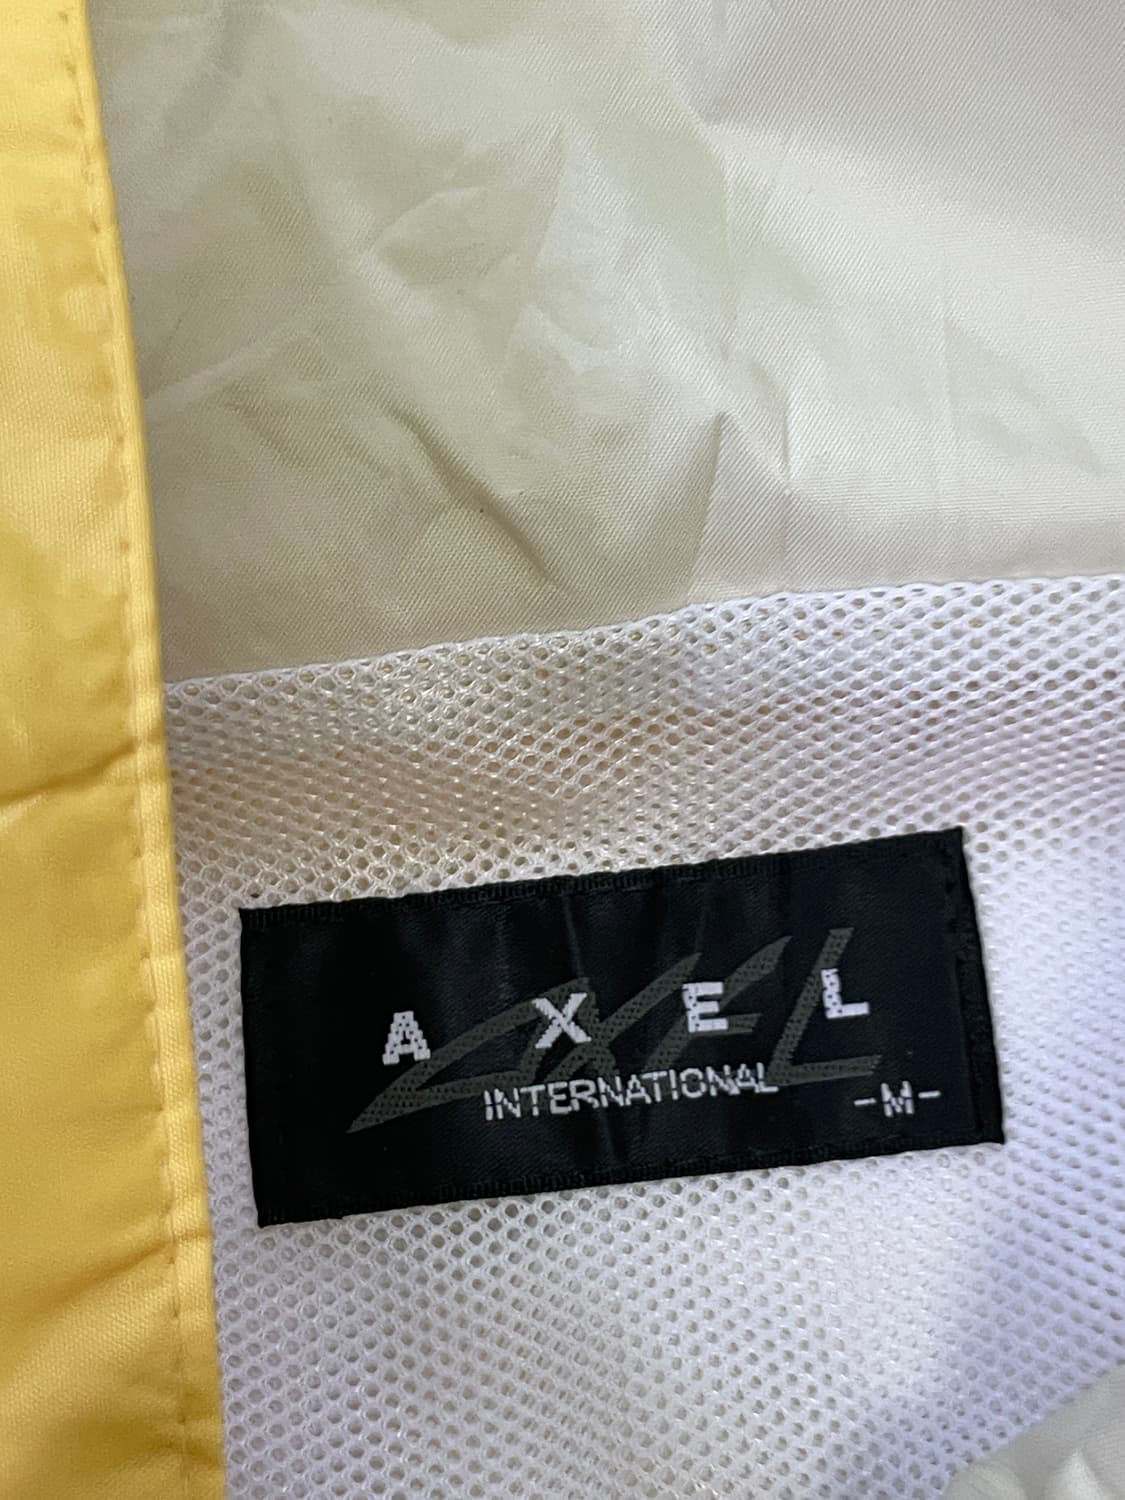 A X E L
AXEL
INTERNATIONAL
-M-